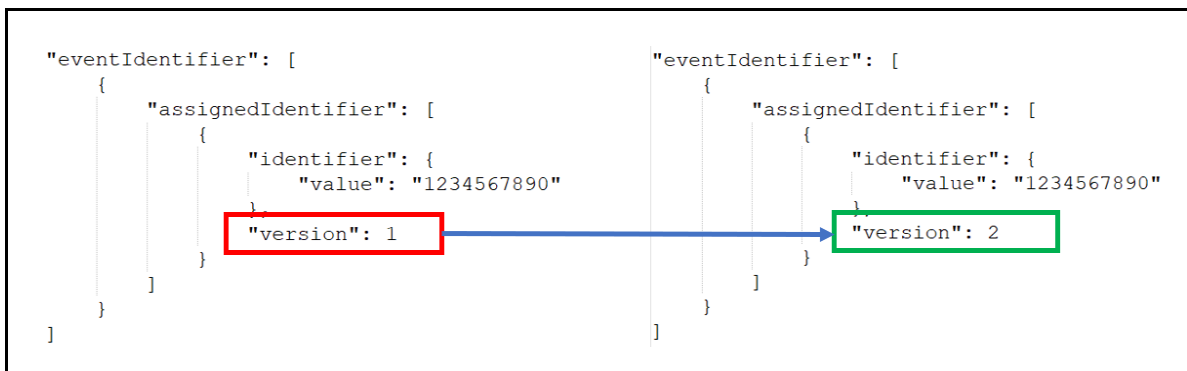 "eventIdentifier": [
{
"assignedIdentifier": [
{
"identifier": {
"value": "1234567890"
},
"version": 1
}
]
}
]
"eventIdentifier": [
{
"assignedIdentifier": [
{
"identifier": {
"value": "1234567890"
},
"version": 2
}
]
}
]